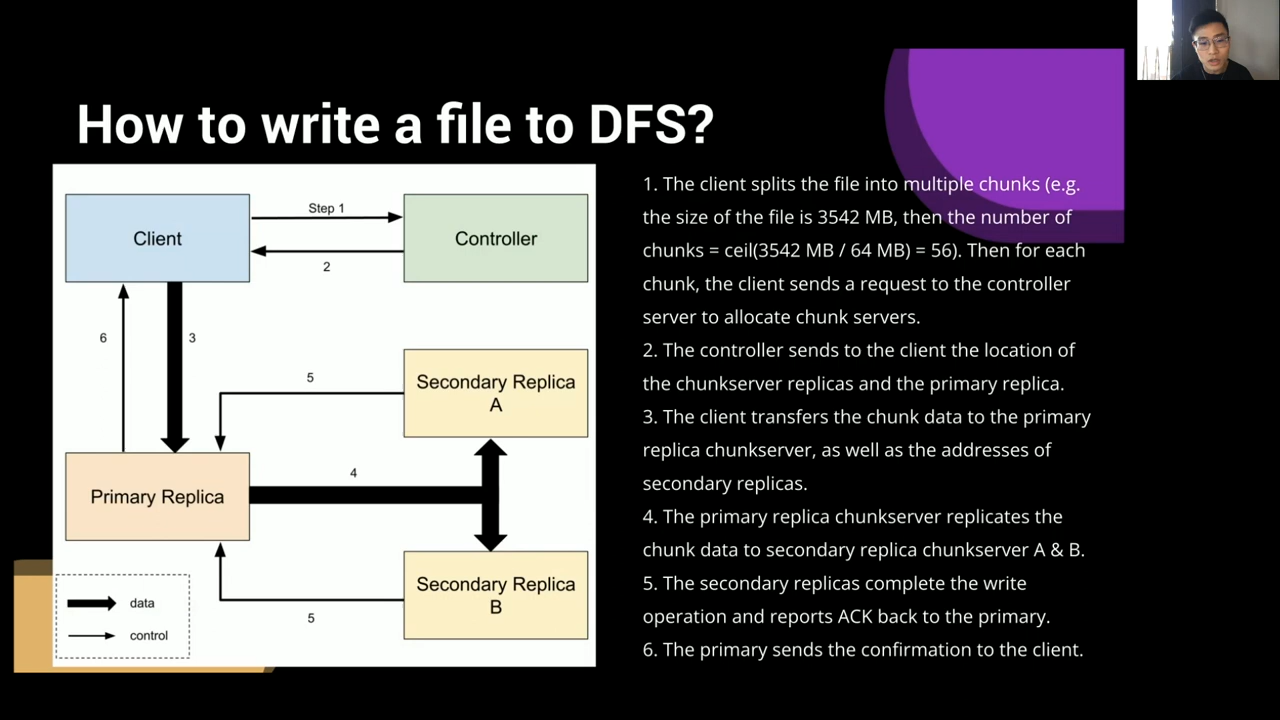 How to write a file to DFS?
Client
Step 1
2
Controller
6
3
5
Secondary Replica
A
4
Primary Replica
Secondary Replica
B
5
data
control
1. The client splits the file into multiple chunks (e.g.
the size of the file is 3542 MB, then the number of
chunks = ceil(3542 MB / 64 MB) = 56). Then for each
chunk, the client sends a request to the controller
server to allocate chunk servers.
2. The controller sends to the client the location of
the chunkserver replicas and the primary replica.
3. The client transfers the chunk data to the primary
replica chunkserver, as well as the addresses of
secondary replicas.
4. The primary replica chunkserver replicates the
chunk data to secondary replica chunkserver A & B.
5. The secondary replicas complete the write
operation and reports ACK back to the primary.
6. The primary sends the confirmation to the client.